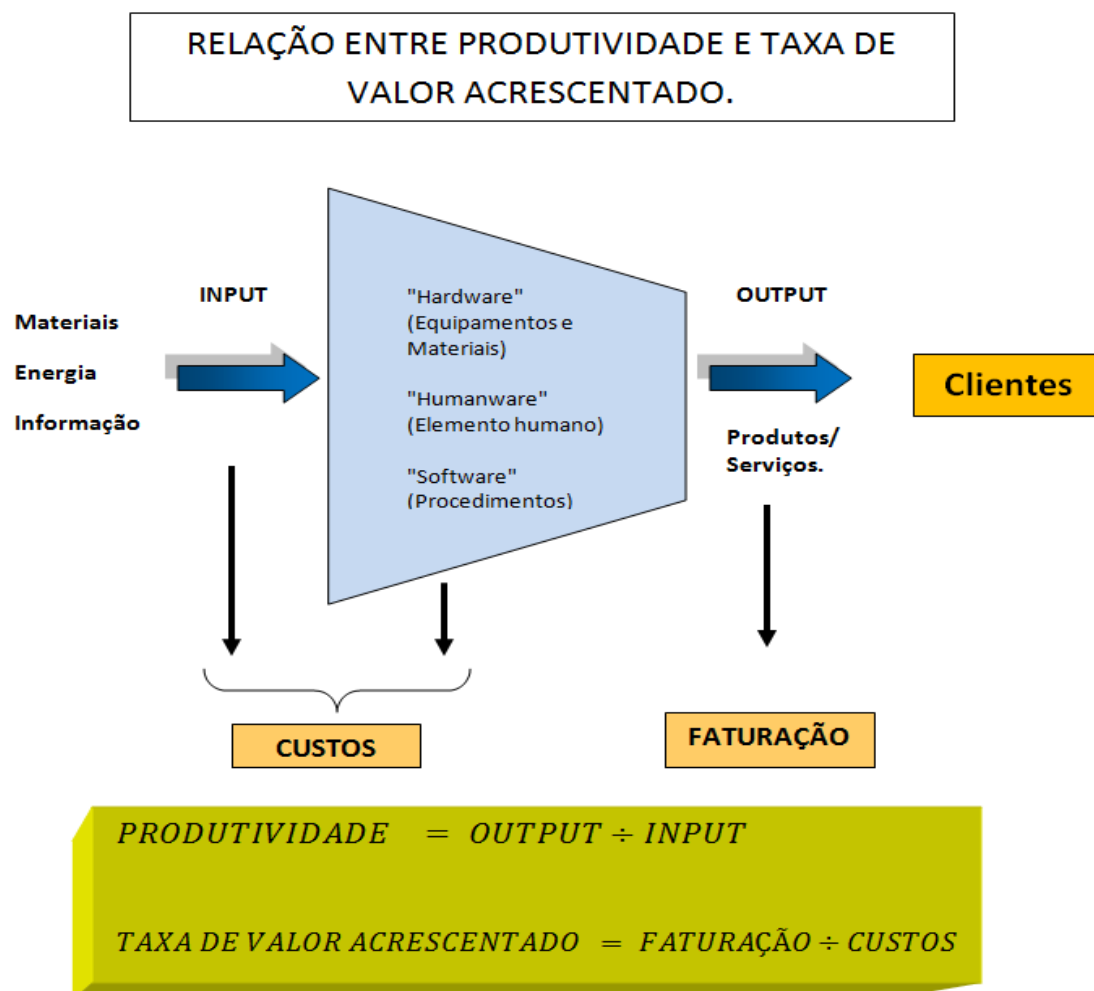 RELAÇÃO ENTRE PRODUTIVIDADE E TAXA DE
VALOR ACRESCENTADO.
INPUT
Materiais
Energia
Informação
"Hardware"
(Equipamentos e
Materiais)
"Humanware"
(Elemento humano)
"Software"
(Procedimentos)
OUTPUT
Produtos/
Serviços.
Clientes
CUSTOS
FATURAÇÃO
PRODUTIVIDADE = OUTPUT ÷ INPUT
TAXA DE VALOR ACRESCENTADO = FATURAÇÃO ÷ CUSTOS